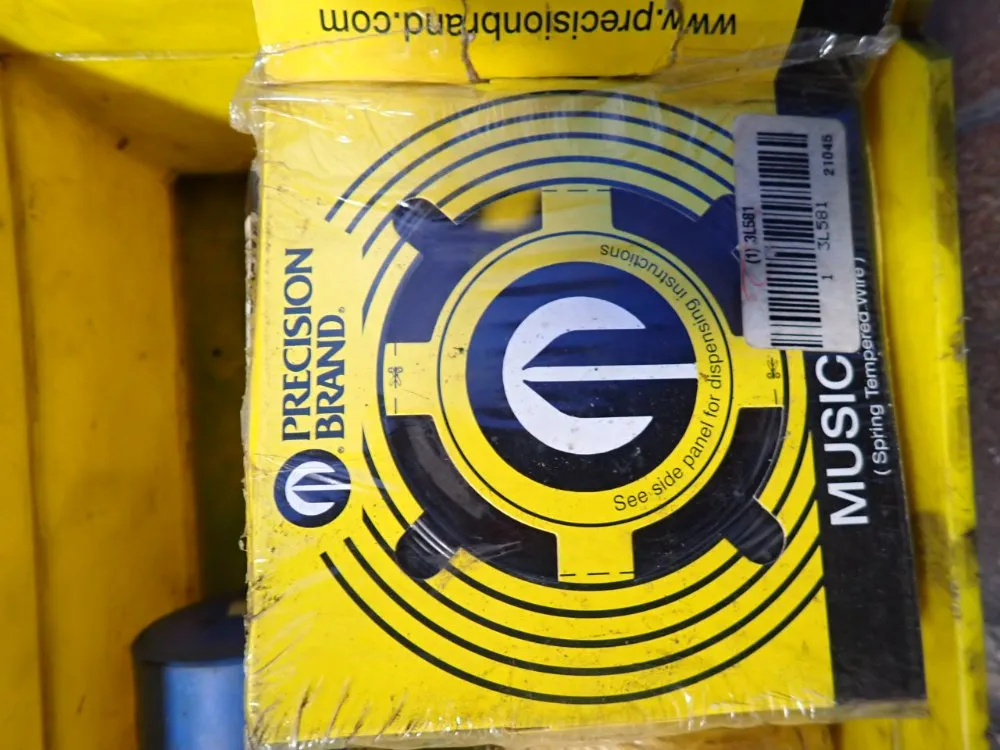 www.precisionbrand.com
PRECISION
BRAND®
®
See side panel for dispensing instructions
(1) 3L581
1 3L581 21045
MUSIC
(Spring Tempered Wire)